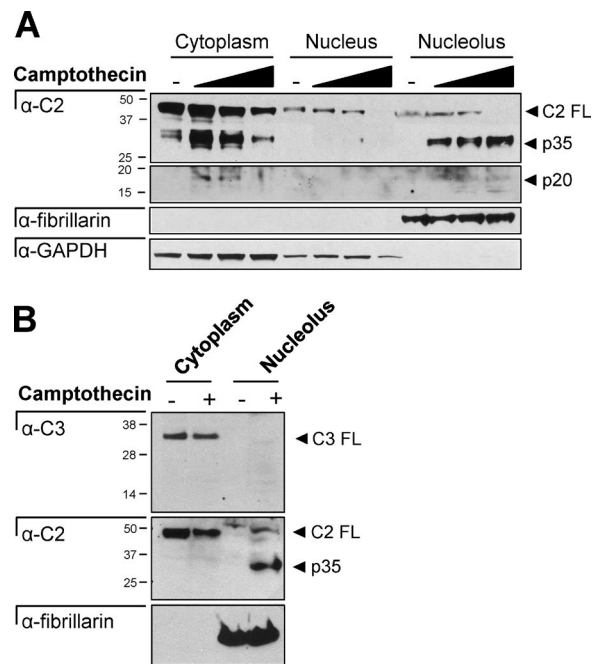 A
Cytoplasm Nucleus Nucleolus
Camptothecin - - -
α-C2 50 37 25 C2 FL p35
20 15 p20
α-fibrillarin
α-GAPDH
B
Cytoplasm Nucleolus
Camptothecin - + - +
α-C3 38 28 14 C3 FL
α-C2 50 37 25 C2 FL p35
α-fibrillarin